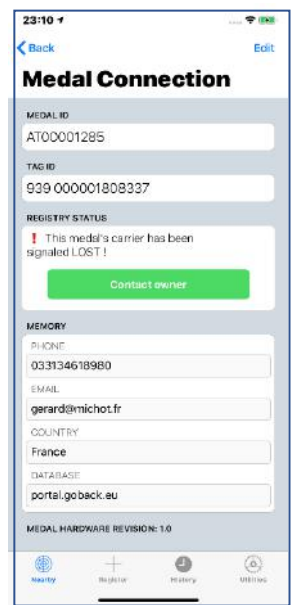 23:10
Back
Edit
Medal Connection
MEDAL ID
AT00001285
TAG ID
939 000001808337
REGISTRY STATUS
❗ This medal's carrier has been
signaled LOST !
Contact owner
MEMORY
PHONE
033134618980
EMAIL
gerard@michot.fr
COUNTRY
France
DATABASE
portal.goback.eu
MEDAL HARDWARE REVISION: 1.0
Nearby
Register
History
Utilities